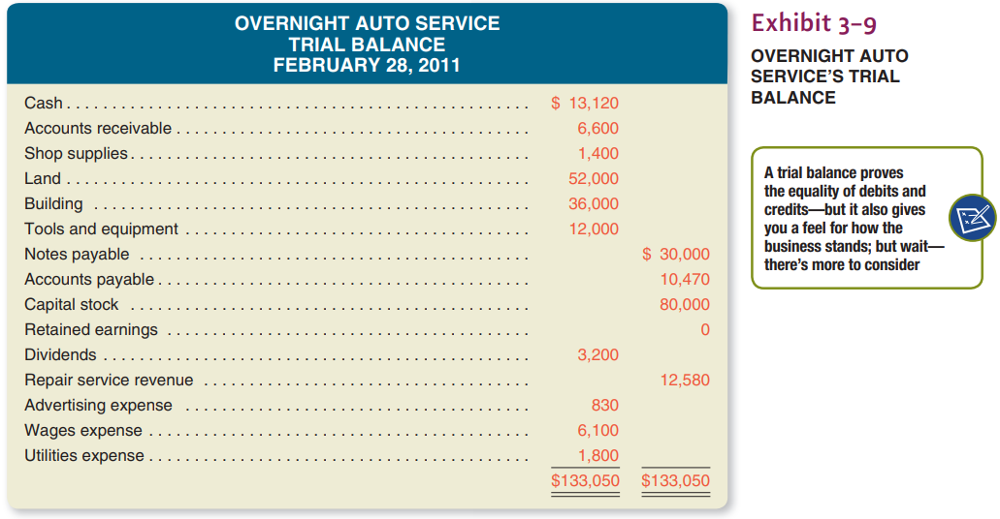 OVERNIGHT AUTO SERVICE
TRIAL BALANCE
FEBRUARY 28, 2011
Cash . . . . . . . . . . . . . . . . . . . . . . . . . . . . . . . . . . . . . . . . . . $ 13,120
Accounts receivable . . . . . . . . . . . . . . . . . . . . . . . . . . . . . . 6,600
Shop supplies . . . . . . . . . . . . . . . . . . . . . . . . . . . . . . . . . . . 1,400
Land . . . . . . . . . . . . . . . . . . . . . . . . . . . . . . . . . . . . . . . . . . 52,000
Building . . . . . . . . . . . . . . . . . . . . . . . . . . . . . . . . . . . . . . . 36,000
Tools and equipment . . . . . . . . . . . . . . . . . . . . . . . . . . . . . 12,000
Notes payable . . . . . . . . . . . . . . . . . . . . . . . . . . . . . . . . . . $ 30,000
Accounts payable . . . . . . . . . . . . . . . . . . . . . . . . . . . . . . . . 10,470
Capital stock . . . . . . . . . . . . . . . . . . . . . . . . . . . . . . . . . . . 80,000
Retained earnings . . . . . . . . . . . . . . . . . . . . . . . . . . . . . . . 0
Dividends . . . . . . . . . . . . . . . . . . . . . . . . . . . . . . . . . . . . . . 3,200
Repair service revenue . . . . . . . . . . . . . . . . . . . . . . . . . . . 12,580
Advertising expense . . . . . . . . . . . . . . . . . . . . . . . . . . . . . 830
Wages expense . . . . . . . . . . . . . . . . . . . . . . . . . . . . . . . . . 6,100
Utilities expense . . . . . . . . . . . . . . . . . . . . . . . . . . . . . . . . . 1,800
$133,050 $133,050
Exhibit 3–9
OVERNIGHT AUTO
SERVICE'S TRIAL
BALANCE
A trial balance proves
the equality of debits and
credits—but it also gives
you a feel for how the
business stands; but wait—
there's more to consider